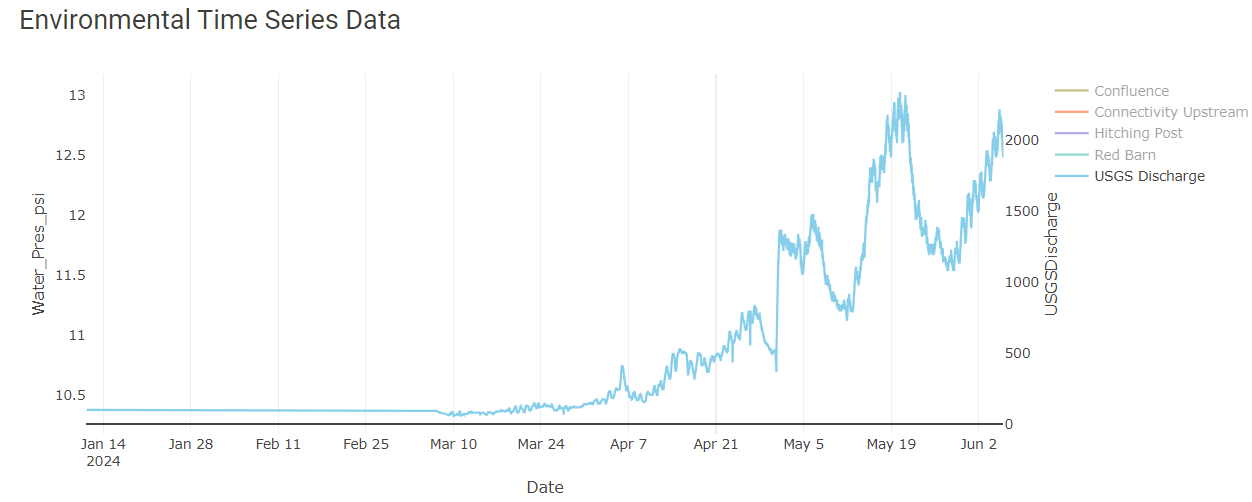 Environmental Time Series Data
13
12.5
12
11.5
11
10.5
Water_Pres_psi
2000
1500
1000
500
0
USGSDischarge
Confluence
Connectivity Upstream
Hitching Post
Red Barn
USGS Discharge
Jan 14 Jan 28 Feb 11 Feb 25 Mar 10 Mar 24 Apr 7 Apr 21 May 5 May 19 Jun 2
2024
Date